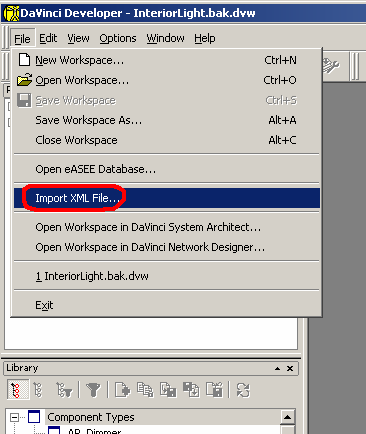 DaVinci Developer - InteriorLight.bak.dvw
File Edit View Options Window Help
New Workspace... Ctrl+N
Open Workspace... Ctrl+O
Save Workspace Ctrl+S
Save Workspace As... Alt+A
Close Workspace Alt+C
Open eASEE Database...
Import XML File...
Open Workspace in DaVinci System Architect...
Open Workspace in DaVinci Network Designer...
1 InteriorLight.bak.dvw
Exit
Library
Component Types
AP_Dimmer